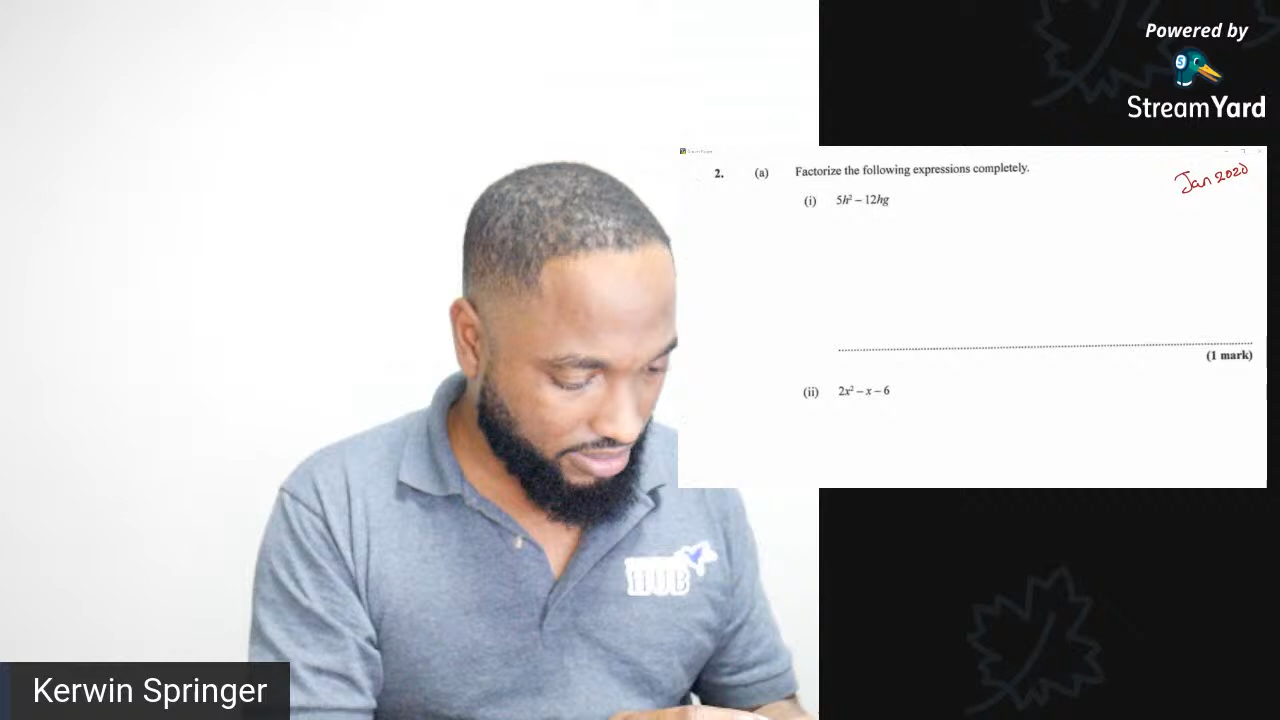 Powered by
StreamYard
Jan 2020
2. (a) Factorize the following expressions completely.
(i) 5h² – 12hg
(1 mark)
(ii) 2x² – x – 6
HUB
Kerwin Springer